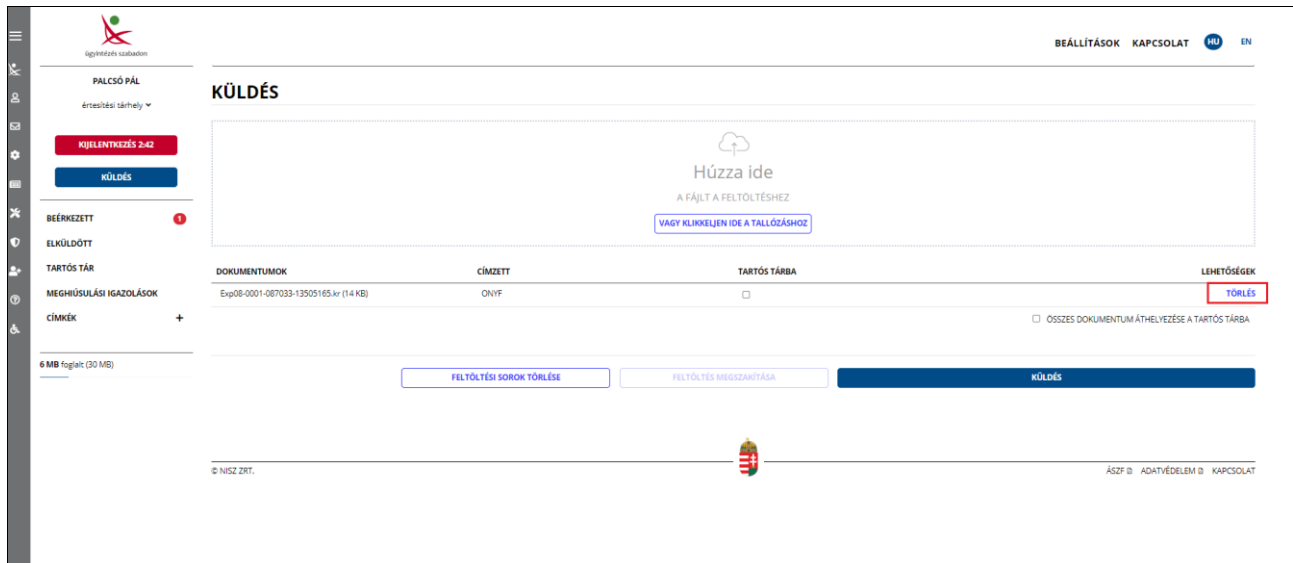 ügyintézés szabadon
BEÁLLÍTÁSOK KAPCSOLAT HU EN
PALCSÓ PÁL
értesítési tárhely
KIJELENTKEZÉS 2:42
KÜLDÉS
BEÉRKEZETT 1
ELKÜLDÖTT
TARTÓS TÁR
MEGHIÚSULÁSI IGAZOLÁSOK
CÍMKÉK +
6 MB foglalt (30 MB)
KÜLDÉS
Húzza ide
A FÁJLT A FELTÖLTÉSHEZ
VAGY KLIKKELJEN IDE A TALLÓZÁSHOZ
DOKUMENTUMOK CÍMZETT TARTÓS TÁRBA LEHETŐSÉGEK
Exp08-0001-087033-13505165.kr (14 KB) ONYF TÖRLÉS
ÖSSZES DOKUMENTUM ÁTHELYEZÉSE A TARTÓS TÁRBA
FELTÖLTÉSI SOROK TÖRLÉSE FELTÖLTÉS MEGSZAKÍTÁSA KÜLDÉS
© NISZ ZRT. ÁSZF ADATVÉDELEM KAPCSOLAT